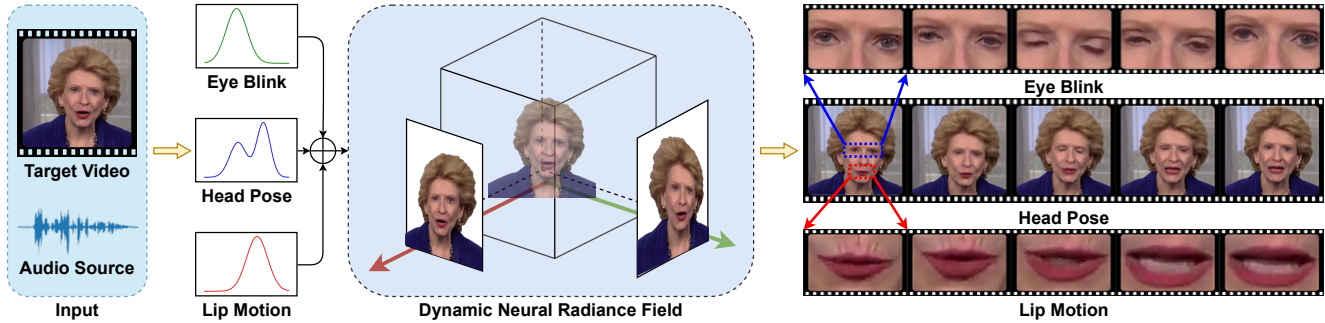 Target Video
Audio Source
Input
Eye Blink
Head Pose
Lip Motion
Dynamic Neural Radiance Field
Eye Blink
Head Pose
Lip Motion